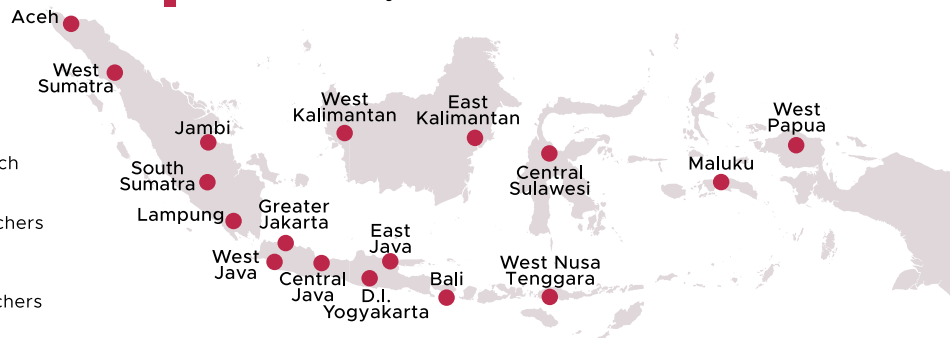 Aceh
West
Sumatra
Jambi
South
Sumatra
Lampung
Greater
Jakarta
West
Java
Central
Java
D.I.
Yogyakarta
East
Java
Bali
West Nusa
Tenggara
West
Kalimantan
East
Kalimantan
Central
Sulawesi
Maluku
West
Papua
ch
chers
chers